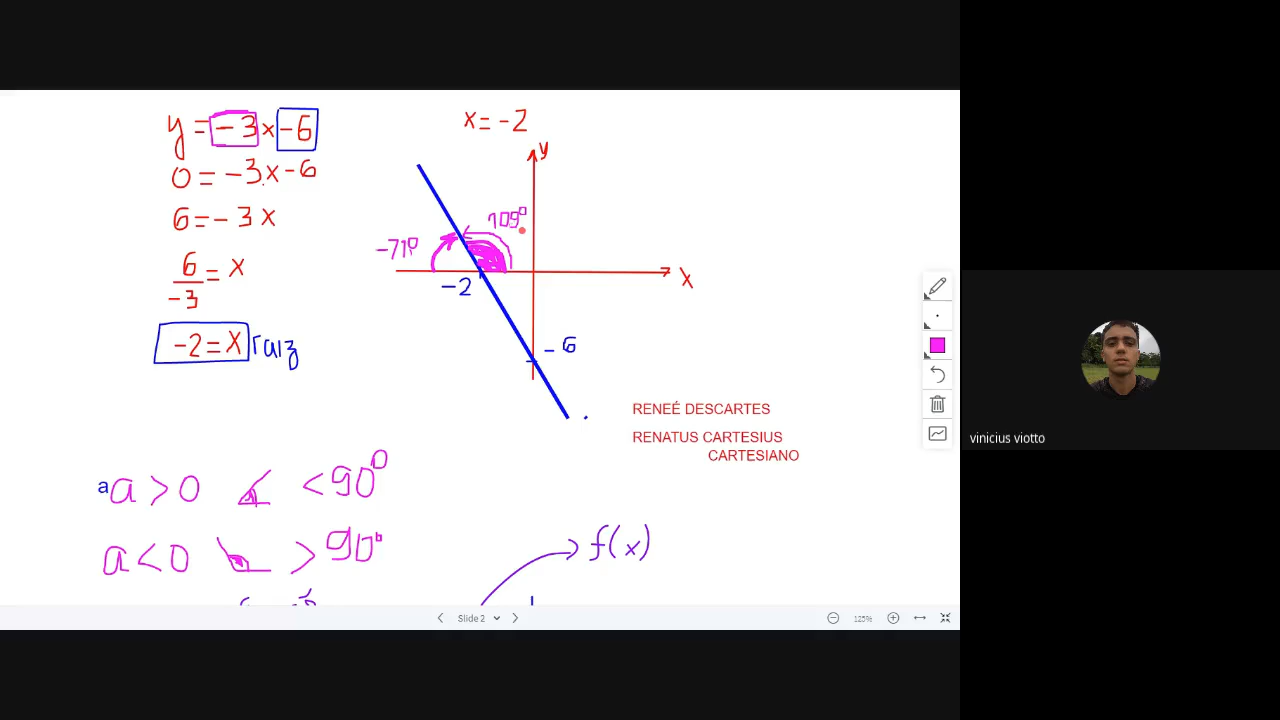 y = -3x -6
0 = -3x -6
6 = -3x
6/-3 = x
-2 = x raiz
x = -2
y
109°
-71°
x
-2
-6
RENEÉ DESCARTES
RENATUS CARTESIUS
CARTESIANO
a a > 0 < 90°
a < 0 > 90°
f(x)
Slide 2
125%
vinicius viotto